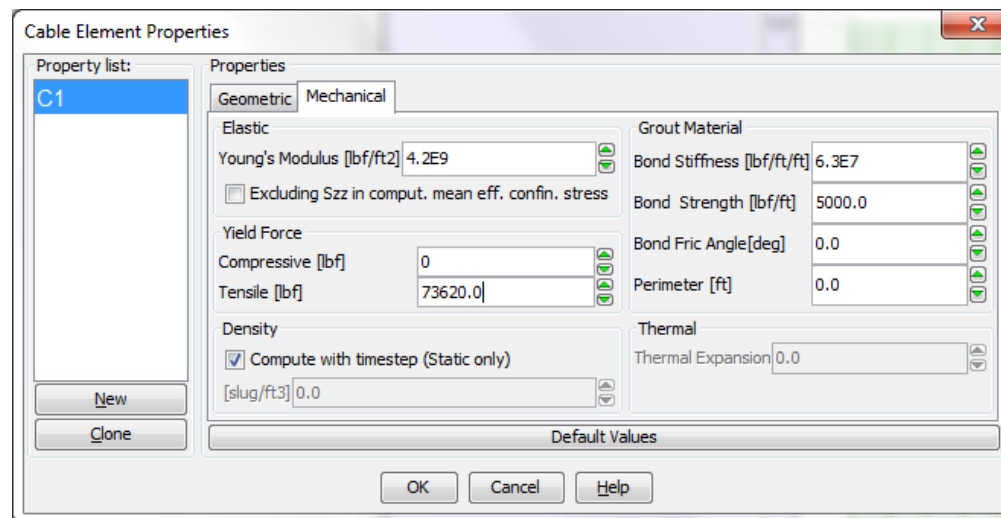 Cable Element Properties
X
Property list:
C1
New
Clone
Properties
Geometric
Mechanical
Elastic
Young's Modulus [lbf/ft2] 4.2E9
Excluding Szz in comput. mean eff. confin. stress
Yield Force
Compressive [lbf] 0
Tensile [lbf] 73620.0
Density
Compute with timestep (Static only)
[slug/ft3] 0.0
Grout Material
Bond Stiffness [lbf/ft/ft] 6.3E7
Bond Strength [lbf/ft] 5000.0
Bond Fric Angle[deg] 0.0
Perimeter [ft] 0.0
Thermal
Thermal Expansion 0.0
Default Values
OK
Cancel
Help